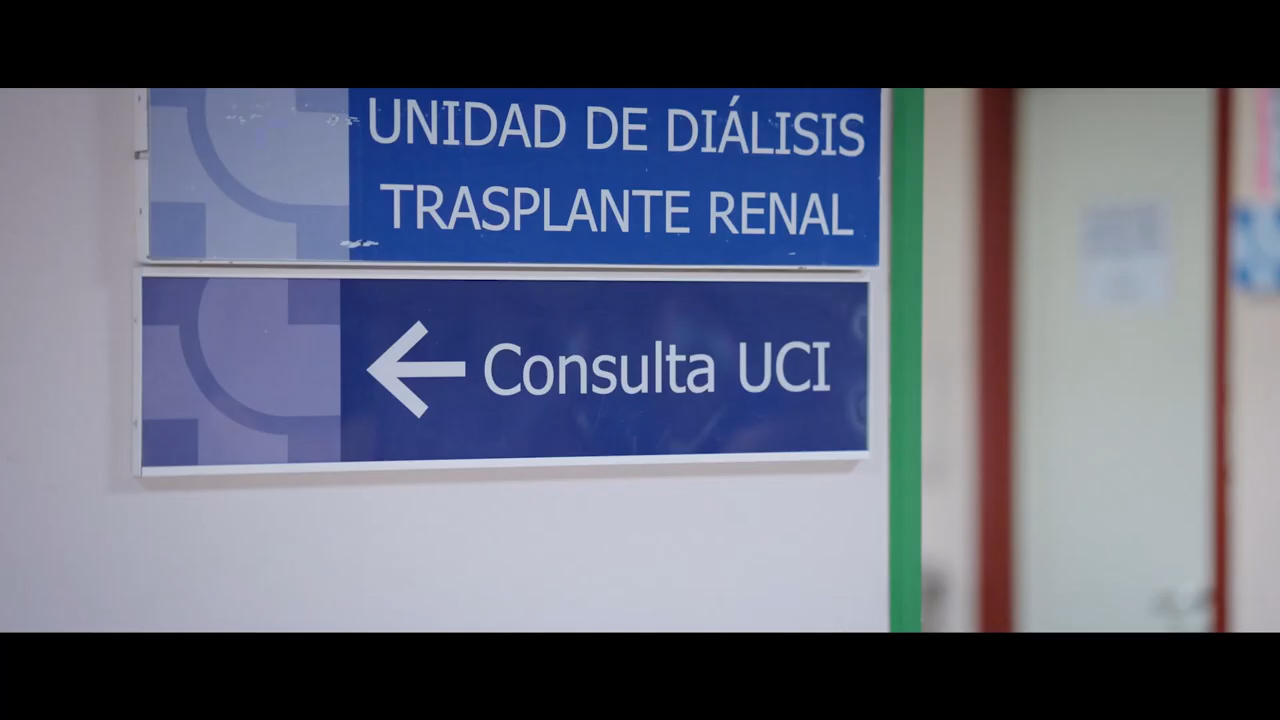 UNIDAD DE DIÁLISIS
TRASPLANTE RENAL
Consulta UCI